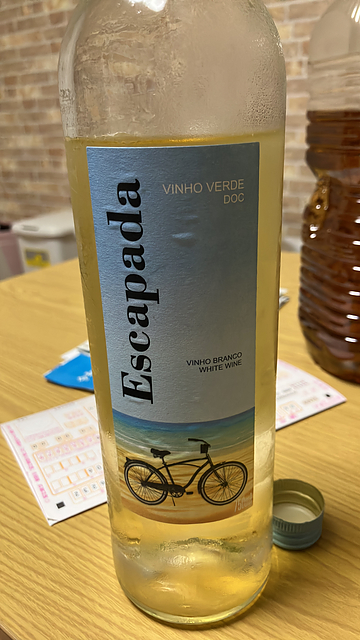 Escapada
VINHO VERDE
DOC
VINHO BRANCO
WHITE WINE